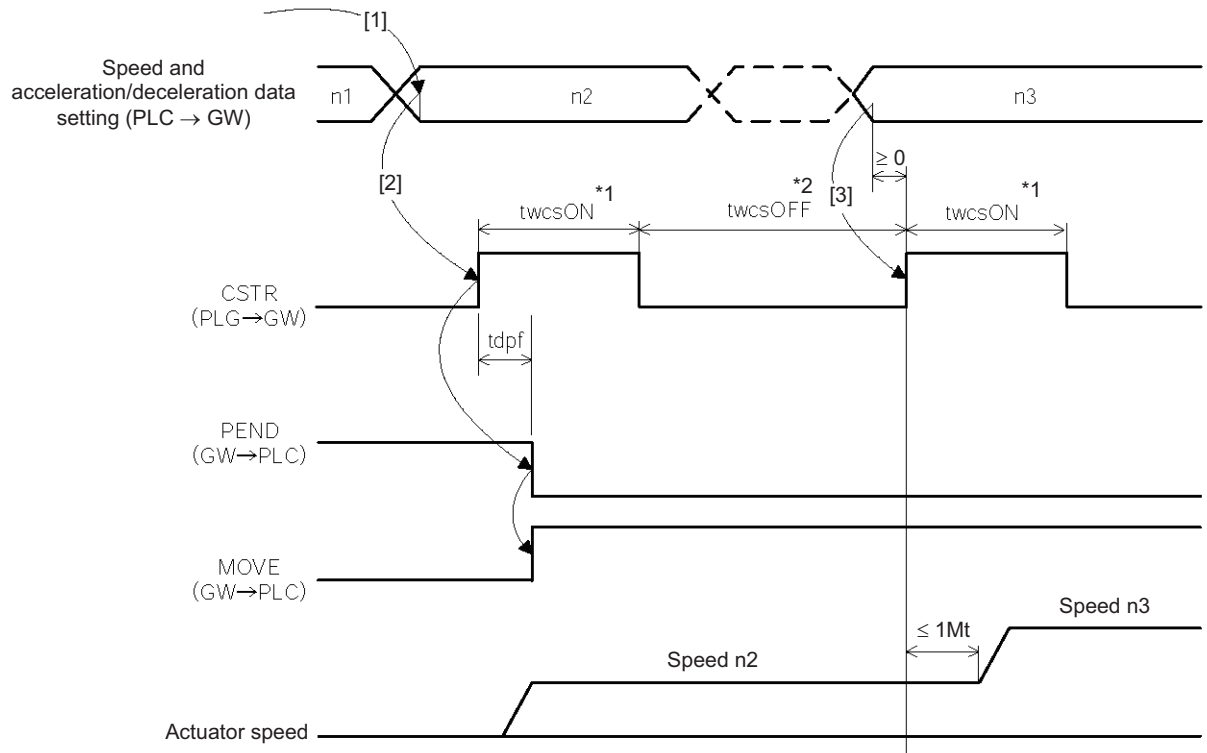 [1]
Speed and
acceleration/deceleration data
setting (PLC → GW)
n1
n2
n3
≥ 0
[2]
[3]
*1
*2
*1
twcsON
twcsOFF
twcsON
CSTR
(PLG→GW)
tdpf
PEND
(GW→PLC)
MOVE
(GW→PLC)
Speed n3
≤ 1Mt
Speed n2
Actuator speed